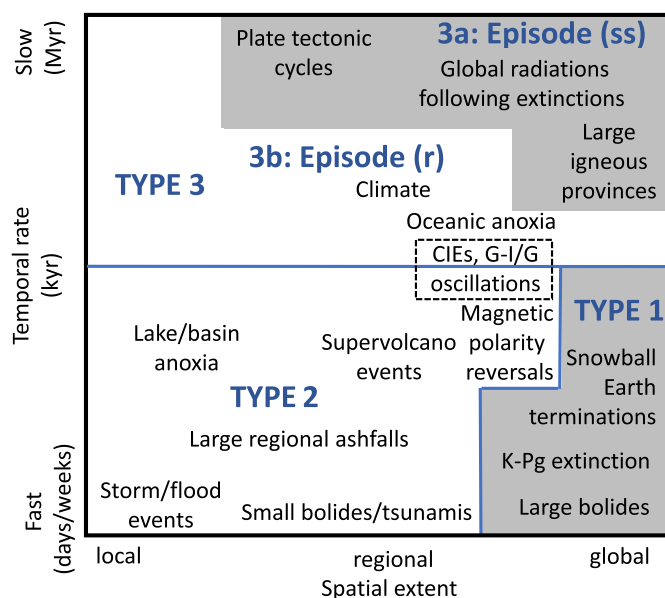 Slow
(Myr)
Plate tectonic
cycles
3a: Episode (ss)
Global radiations
following extinctions
Large
igneous
provinces
3b: Episode (r)
TYPE 3
Climate
Oceanic anoxia
Temporal rate
(kyr)
CIEs, G-I/G
oscillations
Magnetic
polarity
reversals
TYPE 1
Lake/basin
anoxia
Supervolcano
events
Snowball
Earth
terminations
TYPE 2
Large regional ashfalls
K-Pg extinction
Fast
(days/weeks)
Storm/flood
events
Small bolides/tsunamis
Large bolides
local
regional
global
Spatial extent